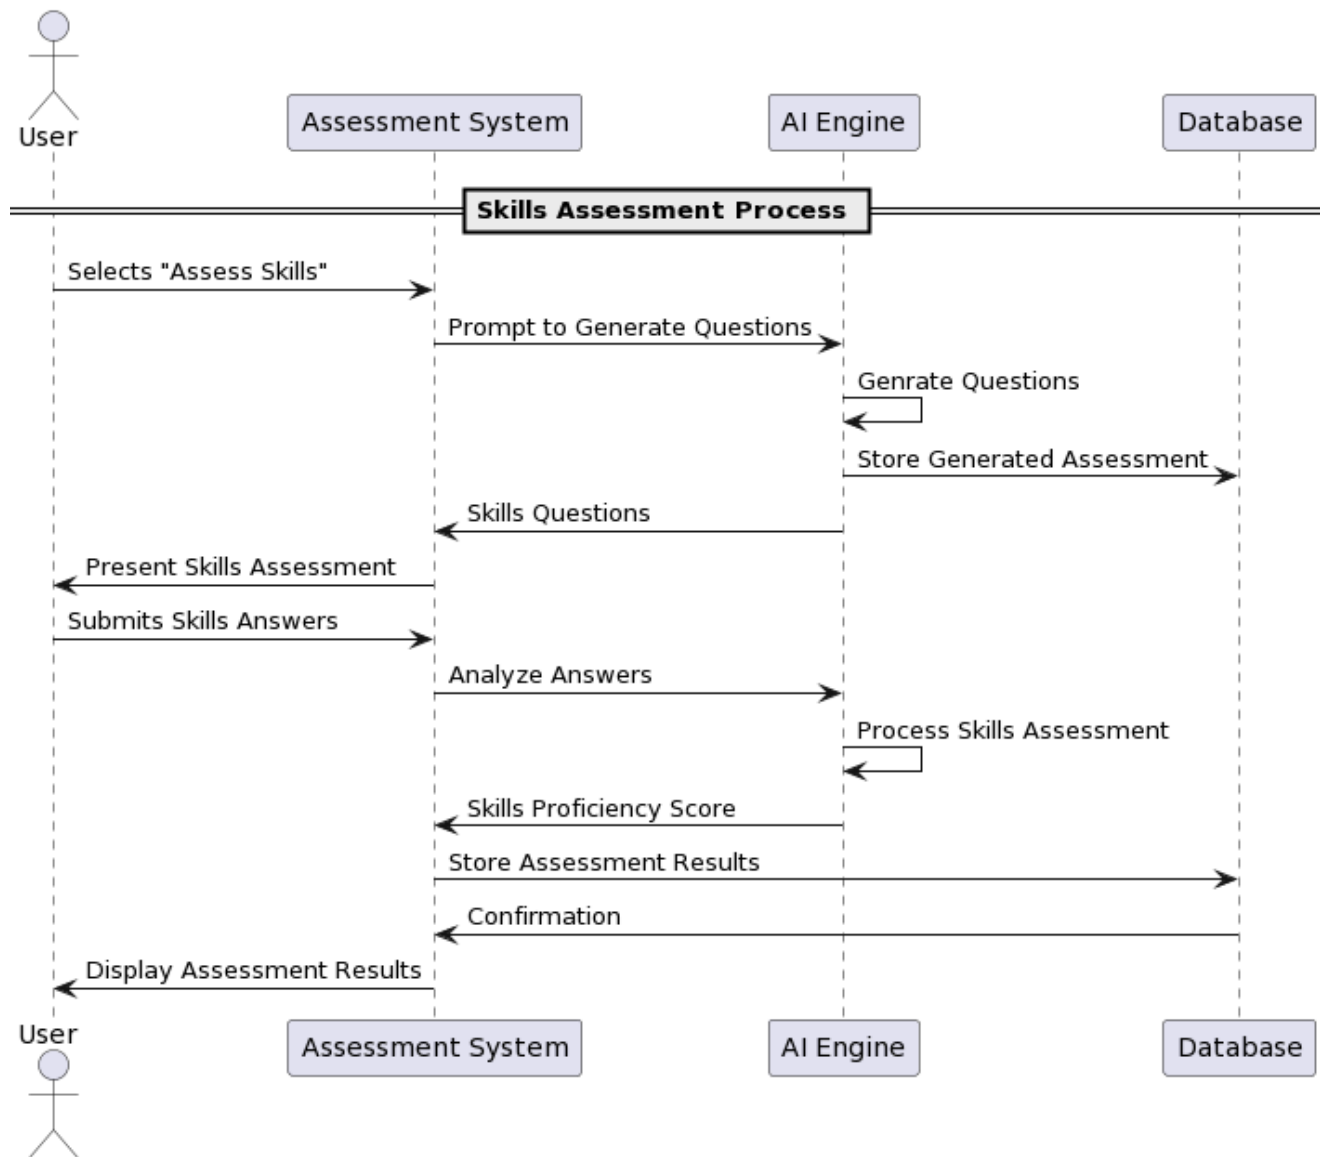 User
Assessment System
AI Engine
Database
Skills Assessment Process
Selects "Assess Skills"
Prompt to Generate Questions
Genrate Questions
Store Generated Assessment
Skills Questions
Present Skills Assessment
Submits Skills Answers
Analyze Answers
Process Skills Assessment
Skills Proficiency Score
Store Assessment Results
Confirmation
Display Assessment Results
User
Assessment System
AI Engine
Database